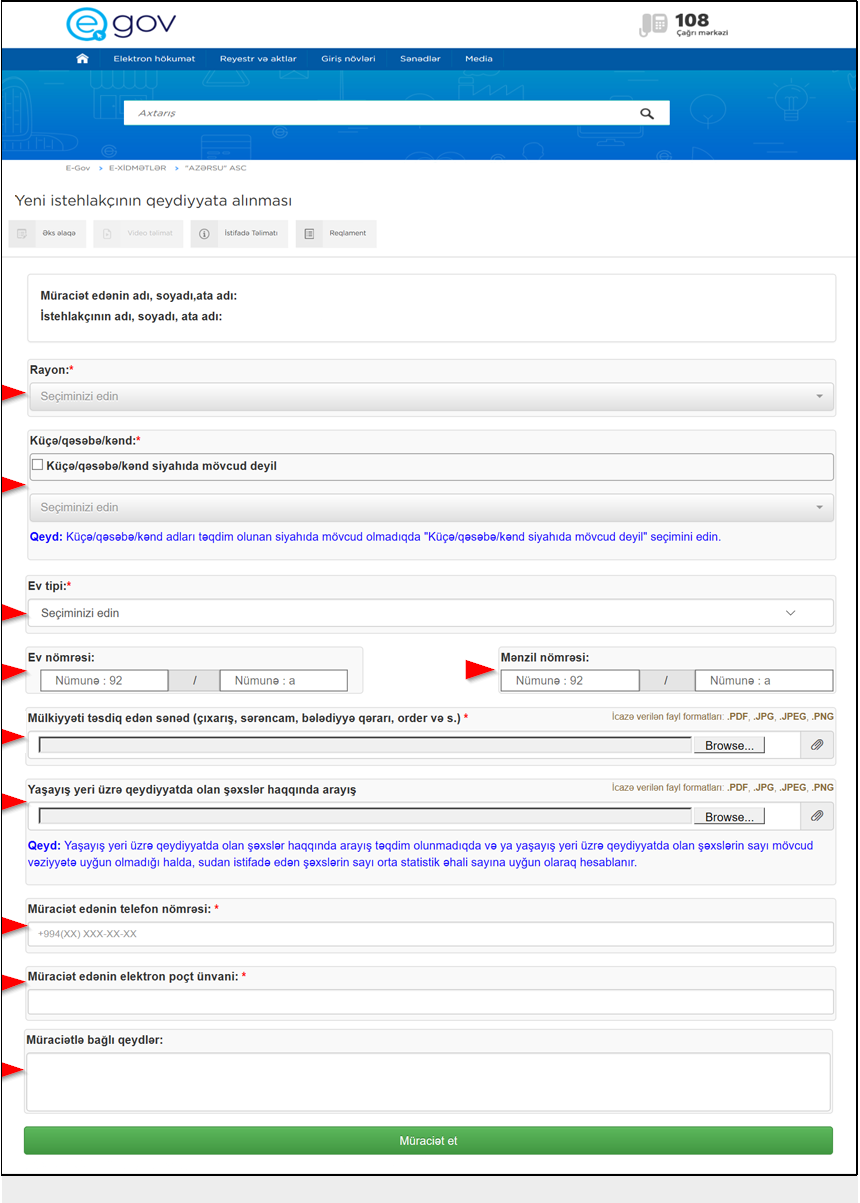 e gov
108
Çağrı mərkəzi
Elektron hökumət Reyestr və aktlar Giriş növləri Sənədlər Media
Axtarış
E-Gov > E-XİDMƏTLƏR > "AZƏRSU" ASC
Yeni istehlakçının qeydiyyata alınması
Əks əlaqə Video təlimat İstifadə Təlimatı Reqlament
Müraciət edənin adı, soyadı,ata adı:
İstehlakçının adı, soyadı, ata adı:
Rayon:*
Seçiminizi edin
Küçə/qəsəbə/kənd:*
Küçə/qəsəbə/kənd siyahıda mövcud deyil
Seçiminizi edin
Qeyd: Küçə/qəsəbə/kənd adları təqdim olunan siyahıda mövcud olmadıqda "Küçə/qəsəbə/kənd siyahıda mövcud deyil" seçimini edin.
Ev tipi:*
Seçiminizi edin
Ev nömrəsi: Mənzil nömrəsi:
Nümunə : 92 / Nümunə : a Nümunə : 92 / Nümunə : a
Mülkiyyəti təsdiq edən sənəd (çıxarış, sərəncam, bələdiyyə qərarı, order və s.) * İcazə verilən fayl formatları: .PDF, .JPG, .JPEG, .PNG
Browse...
Yaşayış yeri üzrə qeydiyyatda olan şəxslər haqqında arayış İcazə verilən fayl formatları: .PDF, .JPG, .JPEG, .PNG
Browse...
Qeyd: Yaşayış yeri üzrə qeydiyyatda olan şəxslər haqqında arayış təqdim olunmadıqda və ya yaşayış yeri üzrə qeydiyyatda olan şəxslərin sayı mövcud
vəziyyətə uyğun olmadığı halda, sudan istifadə edən şəxslərin sayı orta statistik əhali sayına uyğun olaraq hesablanır.
Müraciət edənin telefon nömrəsi: *
+994(XX) XXX-XX-XX
Müraciət edənin elektron poçt ünvani: *
Müraciətlə bağlı qeydlər:
Müraciət et